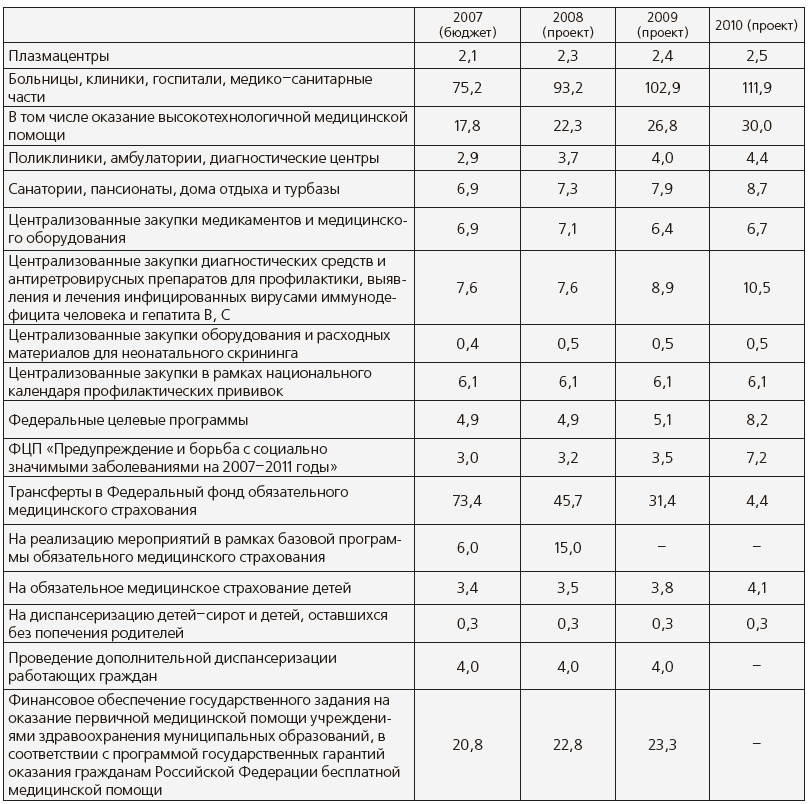 2007
(бюджет)
2008
(проект)
2009
(проект)
2010 (проект)
Плазмацентры
2,1
2,3
2,4
2,5
Больницы, клиники, госпитали, медико–санитарные
части
75,2
93,2
102,9
111,9
В том числе оказание высокотехнологичной медицинской
помощи
17,8
22,3
26,8
30,0
Поликлиники, амбулатории, диагностические центры
2,9
3,7
4,0
4,4
Санатории, пансионаты, дома отдыха и турбазы
6,9
7,3
7,9
8,7
Централизованные закупки медикаментов и медицинско-
го оборудования
6,9
7,1
6,4
6,7
Централизованные закупки диагностических средств и
антиретровирусных препаратов для профилактики, выяв-
ления и лечения инфицированных вирусами иммуноде-
фицита человека и гепатита В, С
7,6
7,6
8,9
10,5
Централизованные закупки оборудования и расходных
материалов для неонатального скрининга
0,4
0,5
0,5
0,5
Централизованные закупки в рамках национального
календаря профилактических прививок
6,1
6,1
6,1
6,1
Федеральные целевые программы
4,9
4,9
5,1
8,2
ФЦП «Предупреждение и борьба с социально
значимыми заболеваниями на 2007–2011 годы»
3,0
3,2
3,5
7,2
Трансферты в Федеральный фонд обязательного
медицинского страхования
73,4
45,7
31,4
4,4
На реализацию мероприятий в рамках базовой програм-
мы обязательного медицинского страхования
6,0
15,0
–
–
На обязательное медицинское страхование детей
3,4
3,5
3,8
4,1
На диспансеризацию детей–сирот и детей, оставшихся
без попечения родителей
0,3
0,3
0,3
0,3
Проведение дополнительной диспансеризации
работающих граждан
4,0
4,0
4,0
–
Финансовое обеспечение государственного задания на
оказание первичной медицинской помощи учреждени-
ями здравоохранения муниципальных образований, в
соответствии с программой государственных гарантий
оказания гражданам Российской Федерации бесплатной
медицинской помощи
20,8
22,8
23,3
–